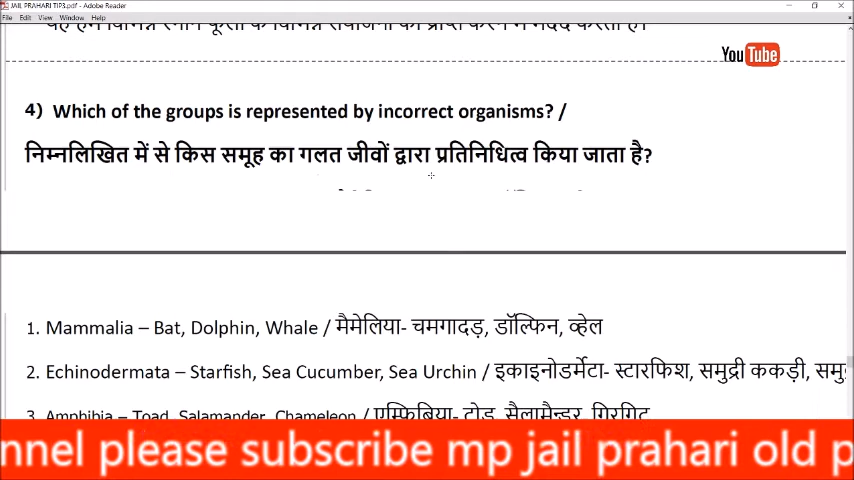 JAIL PRAHARI TIP3.pdf - Adobe Reader
File Edit View Window Help
YouTube
4) Which of the groups is represented by incorrect organisms? /
निम्नलिखित में से किस समूह का गलत जीवों द्वारा प्रतिनिधित्व किया जाता है?
1. Mammalia – Bat, Dolphin, Whale / मैमेलिया- चमगादड़, डॉल्फिन, व्हेल
2. Echinodermata – Starfish, Sea Cucumber, Sea Urchin / इकाइनोडर्मेटा- स्टारफिश, समुद्री ककड़ी,
3. Amphibia – Toad, Salamander, Chameleon / एम्फिबिया- टोड, सैलामैन्डर, गिरगिट
nnel please subscribe mp jail prahari old p